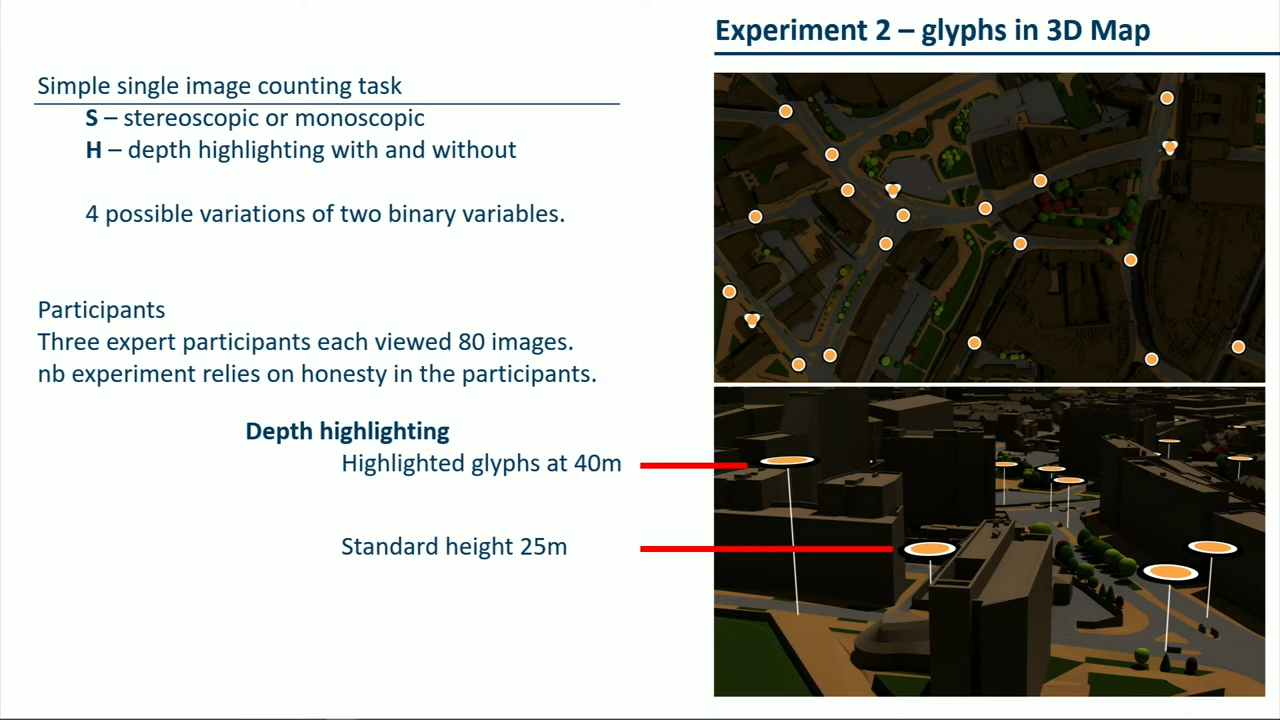 Experiment 2 – glyphs in 3D Map
Simple single image counting task
S – stereoscopic or monoscopic
H – depth highlighting with and without
4 possible variations of two binary variables.
Participants
Three expert participants each viewed 80 images.
nb experiment relies on honesty in the participants.
Depth highlighting
Highlighted glyphs at 40m
Standard height 25m